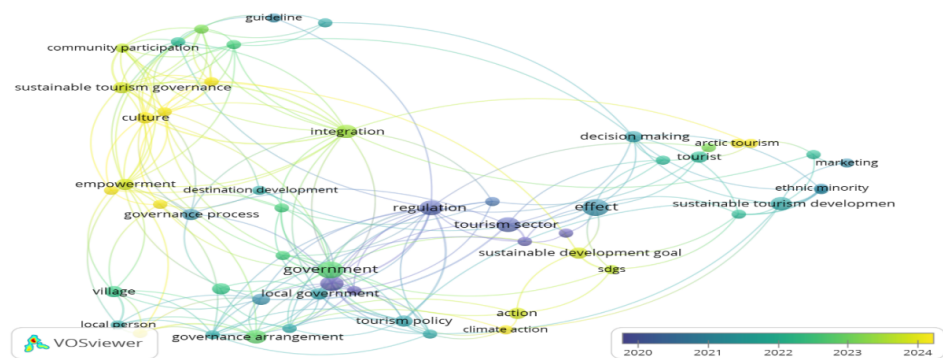 guideline
community participation
sustainable tourism governance
culture
integration
decision making
arctic tourism
tourist
marketing
empowerment
destination development
ethnic minority
governance process
regulation
effect
sustainable tourism developmen
tourism sector
sustainable development goal
government
sdgs
village
local government
action
local person
tourism policy
climate action
governance arrangement
VOSviewer
2020 2021 2022 2023 2024